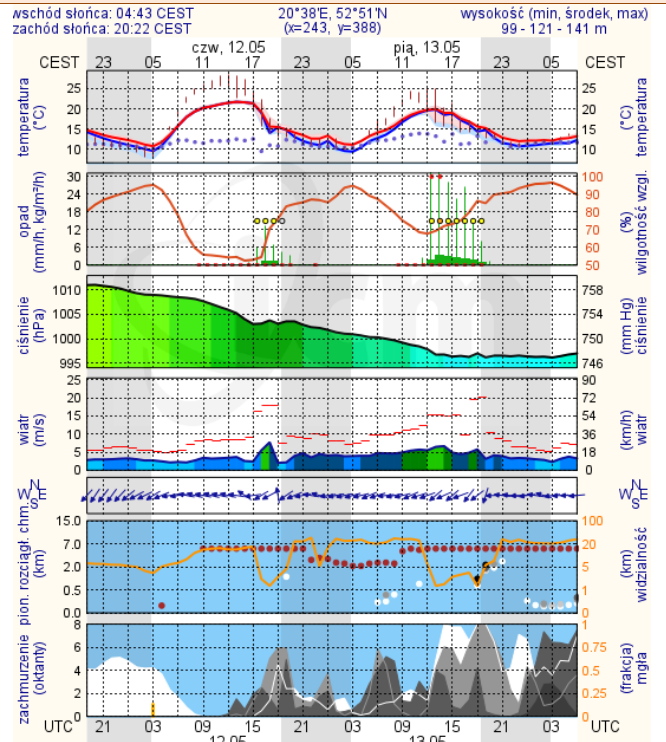 wschód słońca: 04:43 CEST 20°38'E, 52°51'N wysokość (min, środek, max)
zachód słońca: 20:22 CEST (x=243, y=388) 99 - 121 - 141 m
czw, 12.05 pią, 13.05
CEST 23 05 11 17 23 05 11 17 23 05 CEST
temperatura (°C)
25 20 15 10
25 20 15 10
temperatura (°C)
opad (mm/h, kg/m²/h)
30 24 18 12 6 0
100 90 80 70 60 50
(%) wilgotność wzgl.
ciśnienie (hPa)
1010 1005 1000 995
758 754 750 746
(mm Hg) ciśnienie
wiatr (m/s)
25 20 15 10 5 0
90 72 54 36 18 0
(km/h) wiatr
N W E S
N W E S
pion. rozciągł. chm. (km)
15.0 7.0 2.0 0.5 0.0
100 20 5 1 0
(km) widzialność
zachmurzenie (oktanty)
8 6 4 2 0
1 0.75 0.5 0.25 0
(frakcja) mgła
UTC 21 03 09 15 21 03 09 15 21 03 UTC
12.05 13.05